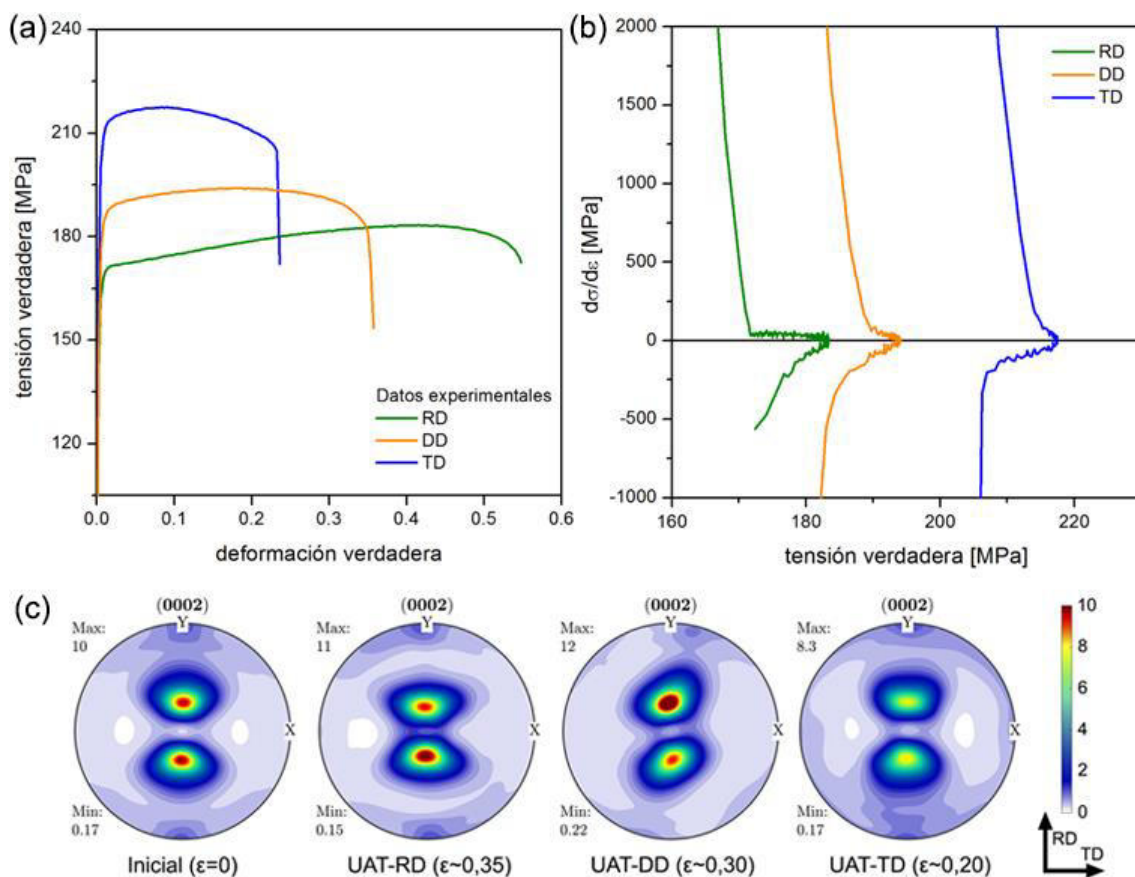 (a)
240
210
180
150
120
tensión verdadera [MPa]
Datos experimentales
RD
DD
TD
0.0 0.1 0.2 0.3 0.4 0.5 0.6
deformación verdadera
(b)
2000
1500
1000
500
0
-500
-1000
dσ/dε [MPa]
RD
DD
TD
160 180 200 220
tensión verdadera [MPa]
(c)
(0002)
Max:
10
Y
X
Min:
0.17
Inicial (ε=0)
(0002)
Max:
11
Y
X
Min:
0.15
UAT-RD (ε~0,35)
(0002)
Max:
12
Y
X
Min:
0.22
UAT-DD (ε~0,30)
(0002)
Max:
8.3
Y
X
Min:
0.17
UAT-TD (ε~0,20)
10
8
6
4
2
0
RD
TD